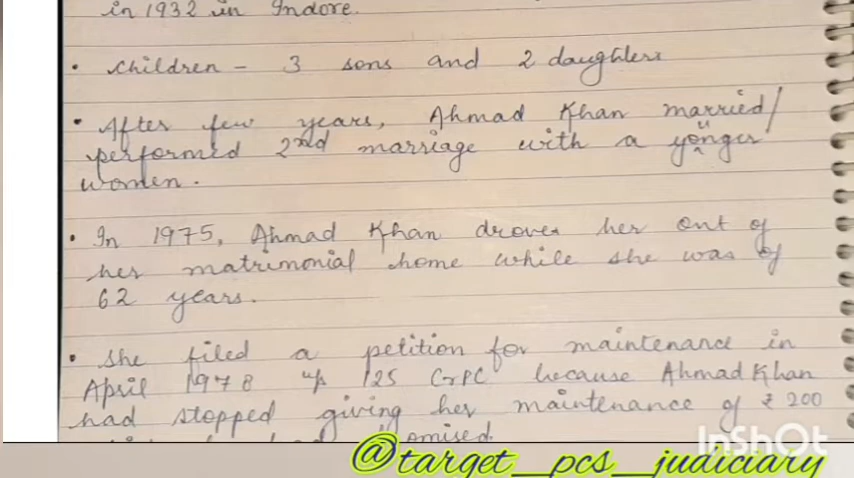 in 1932 in Indore.
• Children - 3 sons and 2 daughters
• After few years, Ahmad Khan married/
performed 2nd marriage with a younger
women.
• In 1975, Ahmad Khan drove her out of
her matrimonial home while she was of
62 years.
• She filed a petition for maintenance in
April 1978 u/s 125 CrPC because Ahmad Khan
had stopped giving her maintenance of ₹ 200
InShOt
@target_pcs_judiciary